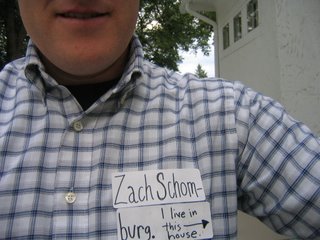 Zach Schom-
burg.
I live in
this
house.